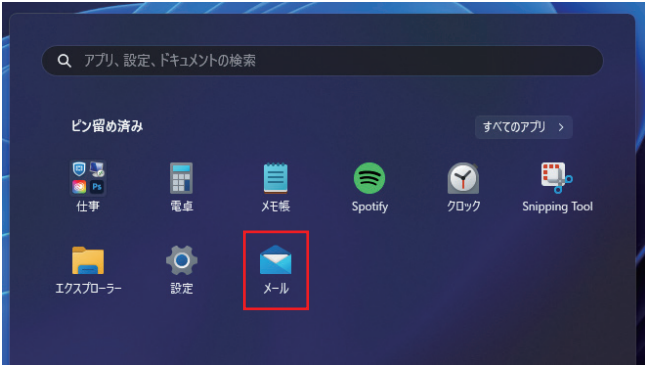 アプリ、設定、ドキュメントの検索
ピン留め済み
すべてのアプリ >
Ps
仕事
電卓
メモ帳
Spotify
クロック
Snipping Tool
エクスプローラー
設定
メール